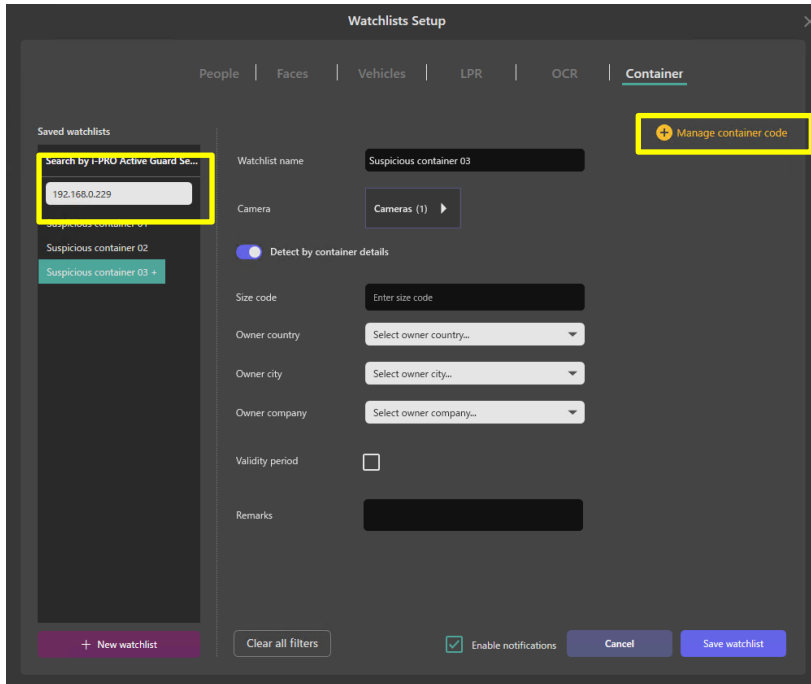 Watchlists Setup
People | Faces | Vehicles | LPR | OCR | Container
Saved watchlists
Manage container code
Search by i-PRO Active Guard Se...
192.168.0.229
Suspicious container 01
Suspicious container 02
Suspicious container 03 +
Watchlist name
Suspicious container 03
Camera
Cameras (1)
Detect by container details
Size code
Enter size code
Owner country
Select owner country...
Owner city
Select owner city...
Owner company
Select owner company...
Validity period
Remarks
+ New watchlist
Clear all filters
Enable notifications
Cancel
Save watchlist